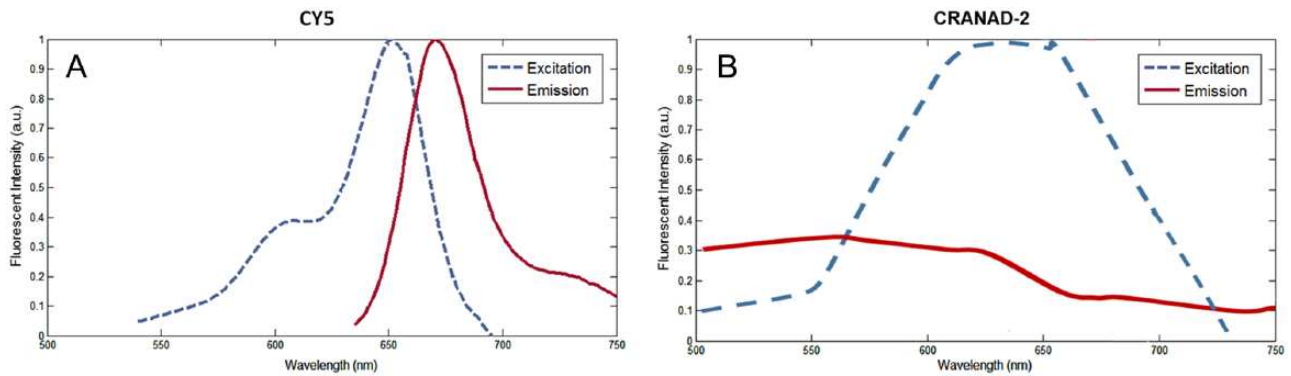 CY5
A
Excitation
Emission
Fluorescent Intensity (a.u.)
1
0.9
0.8
0.7
0.6
0.5
0.4
0.3
0.2
0.1
0
500
550
600
650
700
750
Wavelength (nm)
CRANAD-2
B
Excitation
Emission
Fluorescent Intensity (a.u.)
1
0.9
0.8
0.7
0.6
0.5
0.4
0.3
0.2
0.1
0
500
550
600
650
700
750
Wavelength (nm)